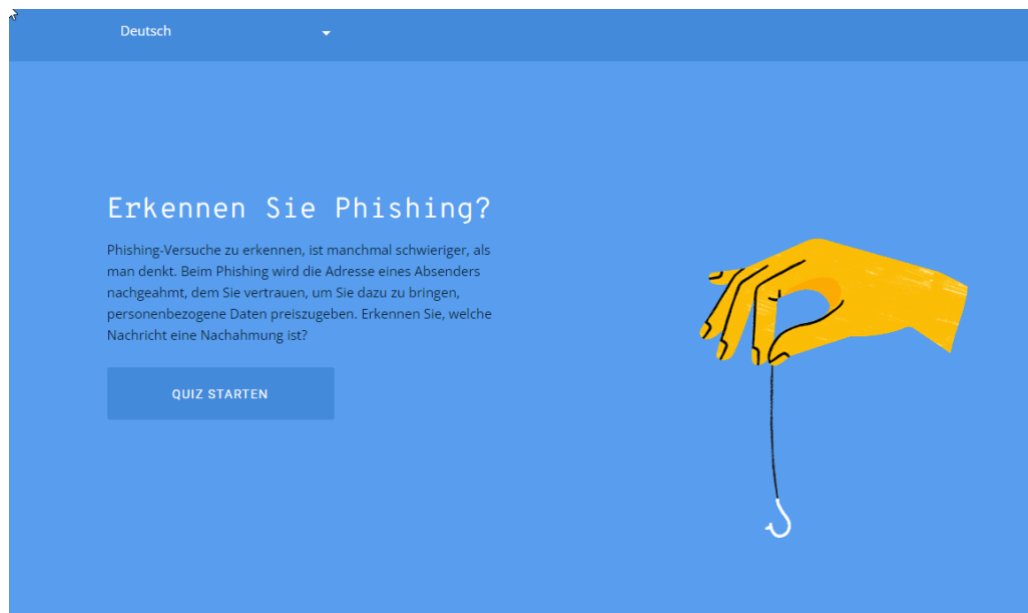 Deutsch
Erkennen Sie Phishing?
Phishing-Versuche zu erkennen, ist manchmal schwieriger, als
man denkt. Beim Phishing wird die Adresse eines Absenders
nachgeahmt, dem Sie vertrauen, um Sie dazu zu bringen,
personenbezogene Daten preiszugeben. Erkennen Sie, welche
Nachricht eine Nachahmung ist?
QUIZ STARTEN